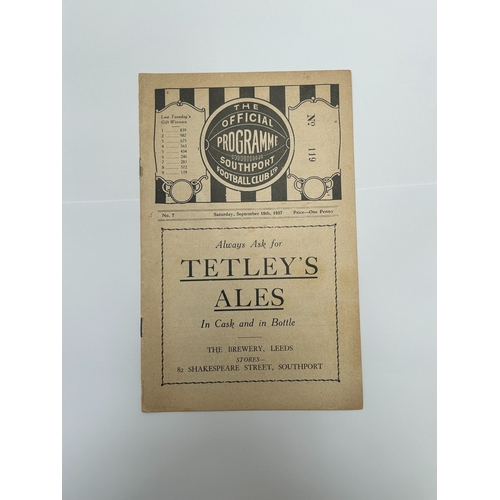 Last Tuesday's
Gift Winners
THE
OFFICIAL
PROGRAMME
SOUTHPORT
FOOTBALL CLUB LTD
No 119
No. 7 Saturday, September 18th, 1937 Price—One Penny
Always Ask for
TETLEY'S
ALES
In Cask and in Bottle
THE BREWERY, LEEDS
STORES—
82 SHAKESPEARE STREET, SOUTHPORT